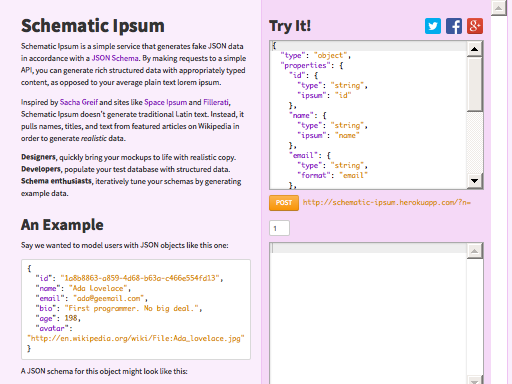 Schematic Ipsum
Schematic Ipsum is a simple service that generates fake JSON data
in accordance with a JSON Schema. By making requests to a simple
API, you can generate rich structured data with appropriately typed
content, as opposed to your average plain text lorem ipsum.
Inspired by Sacha Greif and sites like Space Ipsum and Fillerati,
Schematic Ipsum doesn't generate traditional Latin text. Instead, it
pulls names, titles, and text from featured articles on Wikipedia in
order to generate realistic data.
Designers, quickly bring your mockups to life with realistic copy.
Developers, populate your test database with structured data.
Schema enthusiasts, iteratively tune your schemas by generating
example data.
An Example
Say we wanted to model users with JSON objects like this one:
{
"id": "1a8b8863-a859-4d68-b63a-c466e554fd13",
"name": "Ada Lovelace",
"email": "ada@geemail.com",
"bio": "First programmer. No big deal.",
"age": 198,
"avatar":
"http://en.wikipedia.org/wiki/File:Ada_lovelace.jpg"
}
A JSON schema for this object might look like this:
Try It!
{
"type": "object",
"properties": {
"id": {
"type": "string",
"ipsum": "id"
},
"name": {
"type": "string",
"ipsum": "name"
},
"email": {
"type": "string",
"format": "email"
},
POST http://schematic-ipsum.herokuapp.com/?n=
1